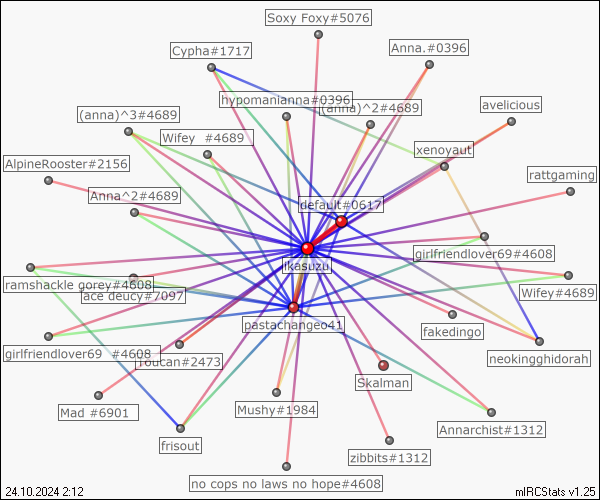 Soxy Foxy#5076
Cypha#1717
Anna.#0396
hypomanianna#0396
(anna)^2#4689
avelicious
(anna)^3#4689
Wifey   #4689
xenoyaut
AlpineRooster#2156
rattgaming
Anna^2#4689
default#0617
girlfriendlover69#4608
ikasuzu
ramshackle gorey#4608
ace deucy#7097
Wifey#4689
pastachangeo41
fakedingo
girlfriendlover69   #4608
Toucan#2473
neokingghidorah
Skalman
Mad #6901
Mushy#1984
Annarchist#1312
frisout
zibbits#1312
no cops no laws no hope#4608
24.10.2024 2:12
mIRCStats v1.25